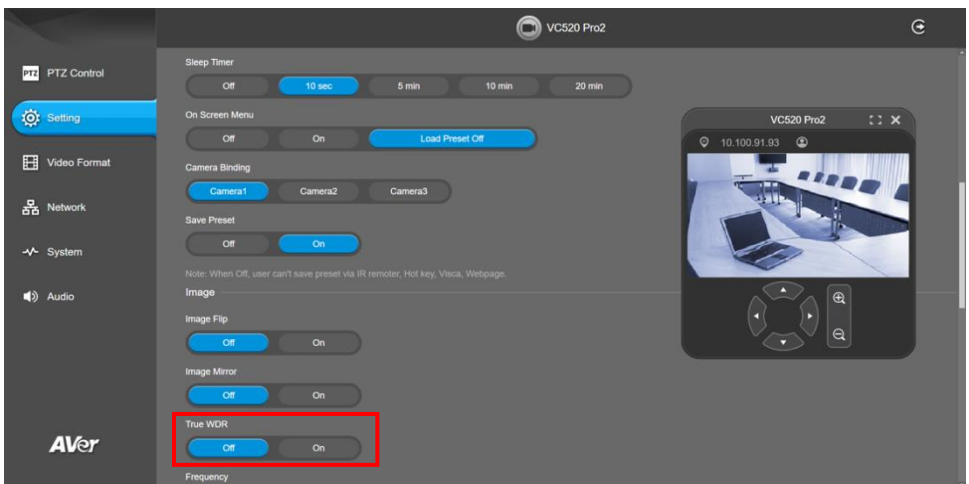 VC520 Pro2
PTZ PTZ Control
Setting
Video Format
Network
System
Audio
AVer
Sleep Timer
Off 10 sec 5 min 10 min 20 min
On Screen Menu
Off On Load Preset Off
Camera Binding
Camera1 Camera2 Camera3
Save Preset
Off On
Note: When Off, user can't save preset via IR remoter, Hot key, Visca, Webpage.
Image
Image Flip
Off On
Image Mirror
Off On
True WDR
Off On
Frequency
VC520 Pro2
10.100.91.93